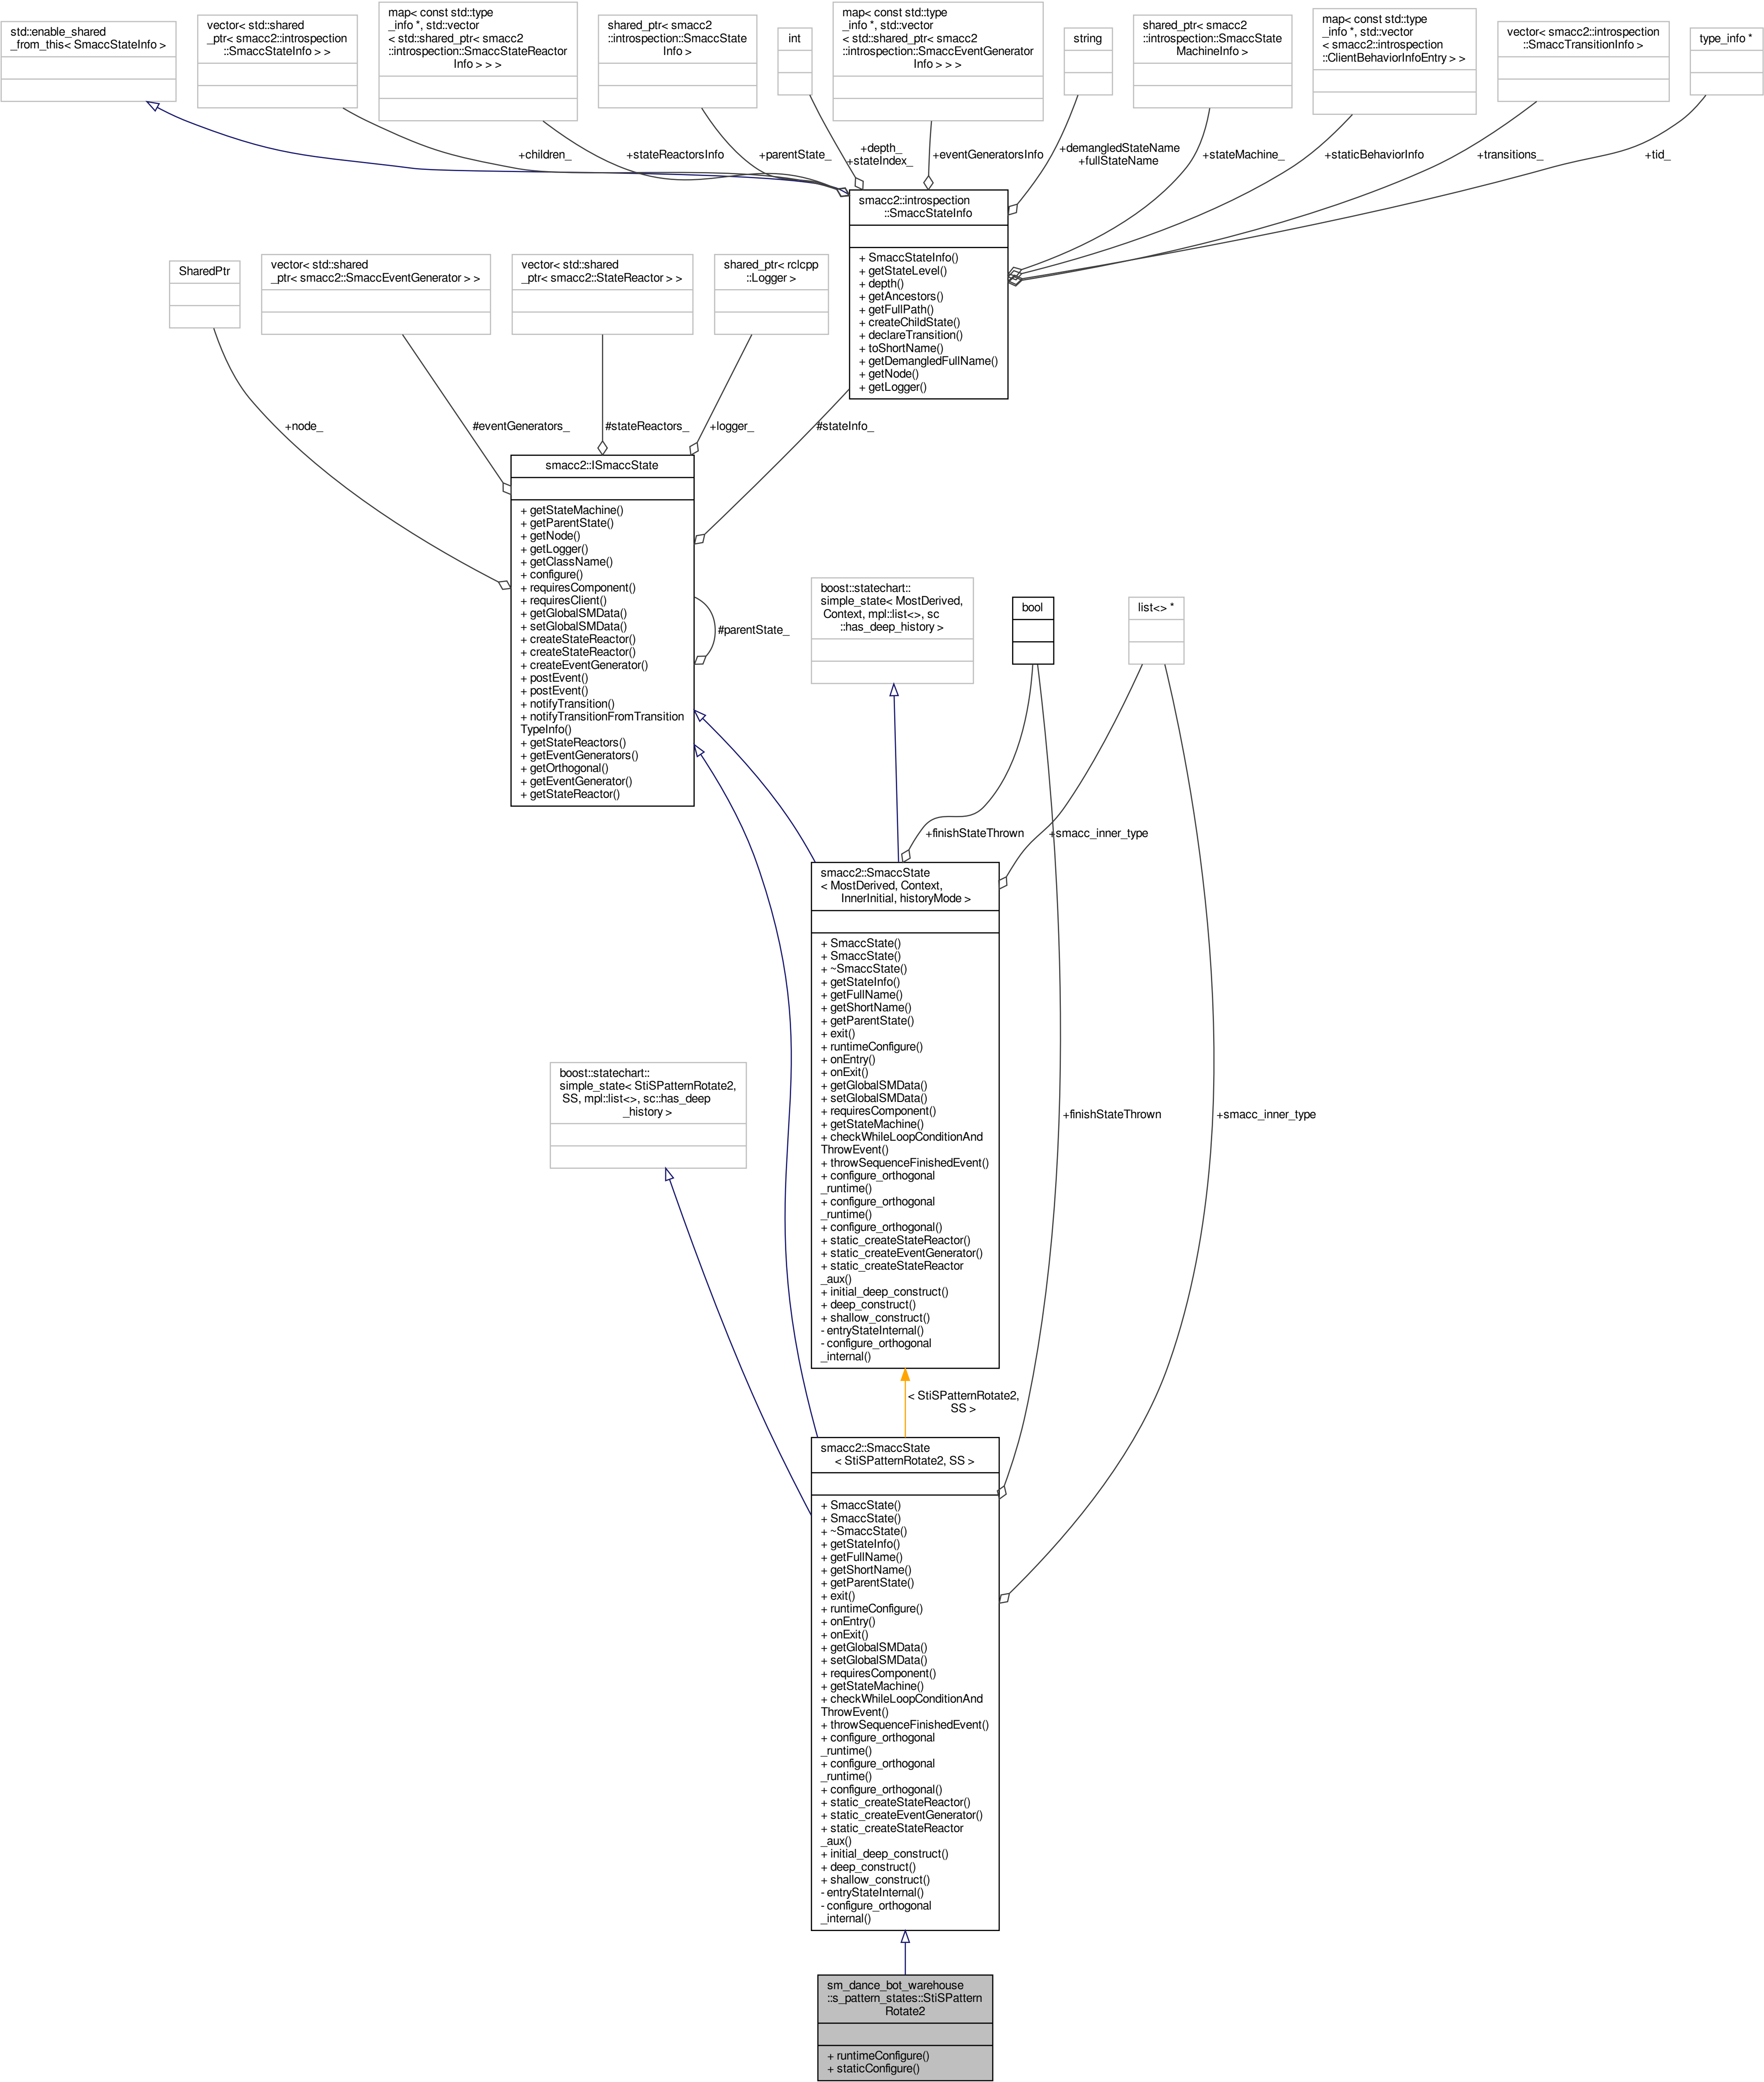 std::enable_shared
_from_this< SmaccStateInfo >
vector< std::shared
_ptr< smacc2::introspection
::SmaccStateInfo > >
map< const std::type
_info *, std::vector
< std::shared_ptr< smacc2
::introspection::SmaccStateReactor
Info > > >
shared_ptr< smacc2
::introspection::SmaccState
Info >
int
map< const std::type
_info *, std::vector
< std::shared_ptr< smacc2
::introspection::SmaccEventGenerator
Info > > >
string
shared_ptr< smacc2
::introspection::SmaccState
MachineInfo >
map< const std::type
_info *, std::vector
< smacc2::introspection
::ClientBehaviorInfoEntry > >
vector< smacc2::introspection
::SmaccTransitionInfo >
type_info *
+children_
+stateReactorsInfo
+parentState_
+depth_
+stateIndex_
+eventGeneratorsInfo
+demangledStateName
+fullStateName
+stateMachine_
+staticBehaviorInfo
+transitions_
+tid_
smacc2::introspection
::SmaccStateInfo
+ SmaccStateInfo()
+ getStateLevel()
+ depth()
+ getAncestors()
+ getFullPath()
+ createChildState()
+ declareTransition()
+ toShortName()
+ getDemangledFullName()
+ getNode()
+ getLogger()
SharedPtr
vector< std::shared
_ptr< smacc2::SmaccEventGenerator > >
vector< std::shared
_ptr< smacc2::StateReactor > >
shared_ptr< rclcpp
::Logger >
+node_
#eventGenerators_
#stateReactors_
+logger_
#stateInfo_
smacc2::ISmaccState
+ getStateMachine()
+ getParentState()
+ getNode()
+ getLogger()
+ getClassName()
+ configure()
+ requiresComponent()
+ requiresClient()
+ getGlobalSMData()
+ setGlobalSMData()
+ createStateReactor()
+ createStateReactor()
+ createEventGenerator()
+ postEvent()
+ postEvent()
+ notifyTransition()
+ notifyTransitionFromTransition
TypeInfo()
+ getStateReactors()
+ getEventGenerators()
+ getOrthogonal()
+ getEventGenerator()
+ getStateReactor()
#parentState_
boost::statechart::
simple_state< MostDerived,
Context, mpl::list<>, sc
::has_deep_history >
bool
list<> *
+finishStateThrown
+smacc_inner_type
smacc2::SmaccState
< MostDerived, Context,
InnerInitial, historyMode >
+ SmaccState()
+ SmaccState()
+ ~SmaccState()
+ getStateInfo()
+ getFullName()
+ getShortName()
+ getParentState()
+ exit()
+ runtimeConfigure()
+ onEntry()
+ onExit()
+ getGlobalSMData()
+ setGlobalSMData()
+ requiresComponent()
+ getStateMachine()
+ checkWhileLoopConditionAnd
ThrowEvent()
+ throwSequenceFinishedEvent()
+ configure_orthogonal
_runtime()
+ configure_orthogonal
_runtime()
+ configure_orthogonal()
+ static_createStateReactor()
+ static_createEventGenerator()
+ static_createStateReactor
_aux()
+ initial_deep_construct()
+ deep_construct()
+ shallow_construct()
- entryStateInternal()
- configure_orthogonal
_internal()
boost::statechart::
simple_state< StiSPatternRotate2,
SS, mpl::list<>, sc::has_deep
_history >
+finishStateThrown
+smacc_inner_type
< StiSPatternRotate2,
SS >
smacc2::SmaccState
< StiSPatternRotate2, SS >
+ SmaccState()
+ SmaccState()
+ ~SmaccState()
+ getStateInfo()
+ getFullName()
+ getShortName()
+ getParentState()
+ exit()
+ runtimeConfigure()
+ onEntry()
+ onExit()
+ getGlobalSMData()
+ setGlobalSMData()
+ requiresComponent()
+ getStateMachine()
+ checkWhileLoopConditionAnd
ThrowEvent()
+ throwSequenceFinishedEvent()
+ configure_orthogonal
_runtime()
+ configure_orthogonal
_runtime()
+ configure_orthogonal()
+ static_createStateReactor()
+ static_createEventGenerator()
+ static_createStateReactor
_aux()
+ initial_deep_construct()
+ deep_construct()
+ shallow_construct()
- entryStateInternal()
- configure_orthogonal
_internal()
sm_dance_bot_warehouse
::s_pattern_states::StiSPattern
Rotate2
+ runtimeConfigure()
+ staticConfigure()